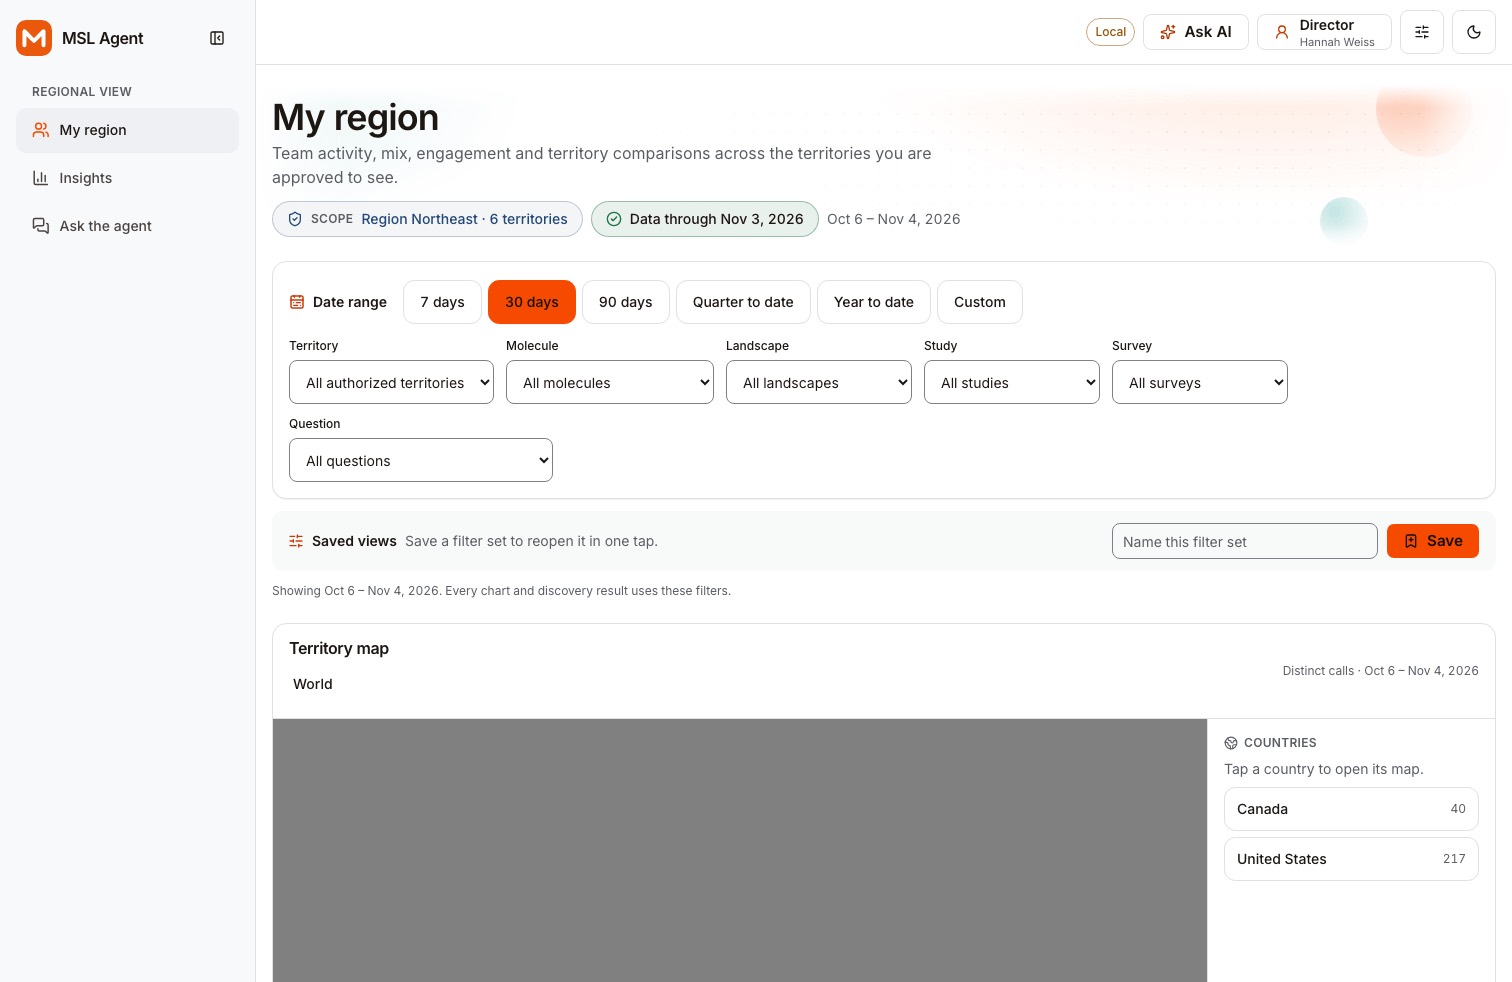 MSL Agent
REGIONAL VIEW
My region
Insights
Ask the agent
Local
Ask AI
Director
Hannah Weiss
My region
Team activity, mix, engagement and territory comparisons across the territories you are
approved to see.
SCOPE Region Northeast · 6 territories
Data through Nov 3, 2026
Oct 6 – Nov 4, 2026
Date range
7 days
30 days
90 days
Quarter to date
Year to date
Custom
Territory
Molecule
Landscape
Study
Survey
All authorized territories
All molecules
All landscapes
All studies
All surveys
Question
All questions
Saved views Save a filter set to reopen it in one tap.
Name this filter set
Save
Showing Oct 6 – Nov 4, 2026. Every chart and discovery result uses these filters.
Territory map
World
Distinct calls · Oct 6 – Nov 4, 2026
COUNTRIES
Tap a country to open its map.
Canada 40
United States 217